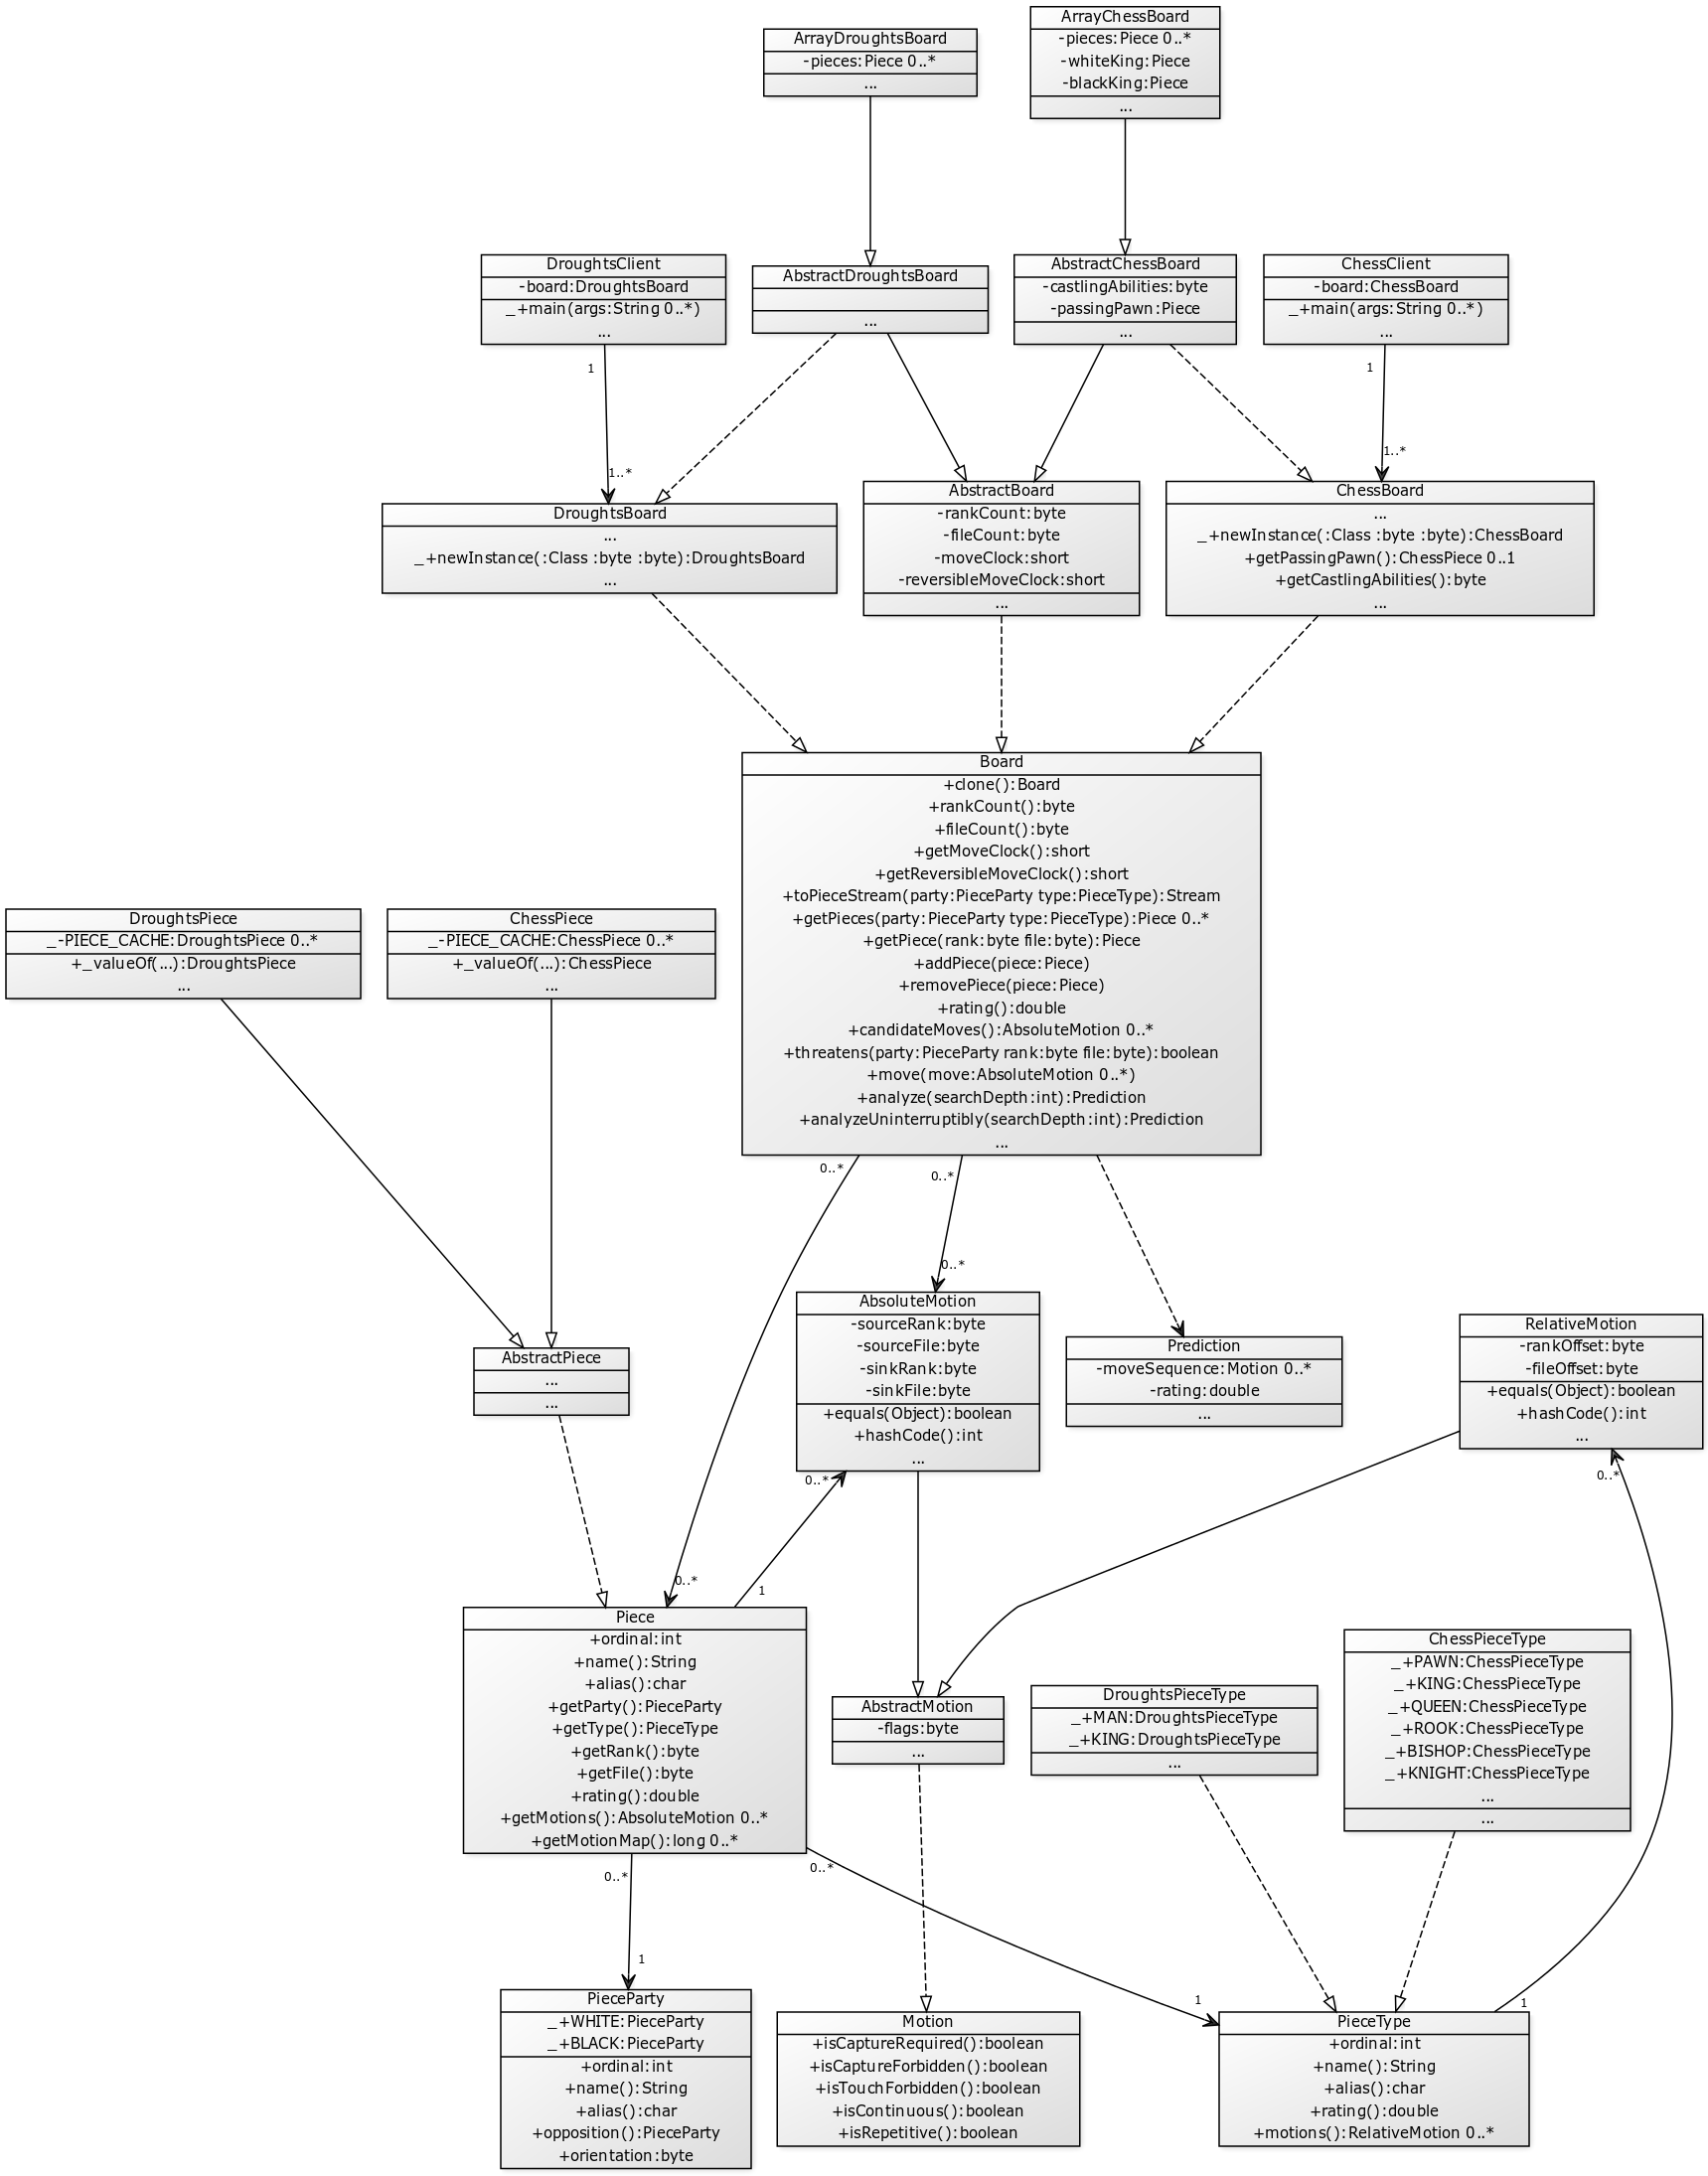 ArrayChessBoard
-pieces:Piece 0..*
-whiteKing:Piece
-blackKing:Piece
...
ArrayDroughtsBoard
-pieces:Piece 0..*
...
DroughtsClient
-board:DroughtsBoard
_+main(args:String 0..*)
...
AbstractDroughtsBoard
...
AbstractChessBoard
-castlingAbilities:byte
-passingPawn:Piece
...
ChessClient
-board:ChessBoard
_+main(args:String 0..*)
...
1
1..*
1
1..*
DroughtsBoard
...
_+newInstance(:Class :byte :byte):DroughtsBoard
...
AbstractBoard
-rankCount:byte
-fileCount:byte
-moveClock:short
-reversibleMoveClock:short
...
ChessBoard
...
_+newInstance(:Class :byte :byte):ChessBoard
+getPassingPawn():ChessPiece 0..1
+getCastlingAbilities():byte
...
Board
+clone():Board
+rankCount():byte
+fileCount():byte
+getMoveClock():short
+getReversibleMoveClock():short
+toPieceStream(party:PieceParty type:PieceType):Stream
+getPieces(party:PieceParty type:PieceType):Piece 0..*
+getPiece(rank:byte file:byte):Piece
+addPiece(piece:Piece)
+removePiece(piece:Piece)
+rating():double
+candidateMoves():AbsoluteMotion 0..*
+threatens(party:PieceParty rank:byte file:byte):boolean
+move(move:AbsoluteMotion 0..*)
+analyze(searchDepth:int):Prediction
+analyzeUninterruptibly(searchDepth:int):Prediction
...
DroughtsPiece
_-PIECE_CACHE:DroughtsPiece 0..*
+_valueOf(...):DroughtsPiece
...
ChessPiece
_-PIECE_CACHE:ChessPiece 0..*
+_valueOf(...):ChessPiece
...
0..*
0..*
0..*
0..*
AbsoluteMotion
-sourceRank:byte
-sourceFile:byte
-sinkRank:byte
-sinkFile:byte
+equals(Object):boolean
+hashCode():int
...
Prediction
-moveSequence:Motion 0..*
-rating:double
...
RelativeMotion
-rankOffset:byte
-fileOffset:byte
+equals(Object):boolean
+hashCode():int
...
AbstractPiece
...
...
0..*
1
0..*
Piece
+ordinal:int
+name():String
+alias():char
+getParty():PieceParty
+getType():PieceType
+getRank():byte
+getFile():byte
+rating():double
+getMotions():AbsoluteMotion 0..*
+getMotionMap():long 0..*
AbstractMotion
-flags:byte
...
DroughtsPieceType
_+MAN:DroughtsPieceType
_+KING:DroughtsPieceType
...
ChessPieceType
_+PAWN:ChessPieceType
_+KING:ChessPieceType
_+QUEEN:ChessPieceType
_+ROOK:ChessPieceType
_+BISHOP:ChessPieceType
_+KNIGHT:ChessPieceType
...
...
0..*
1
0..*
1
1
PieceParty
_+WHITE:PieceParty
_+BLACK:PieceParty
+ordinal:int
+name():String
+alias():char
+opposition():PieceParty
+orientation:byte
Motion
+isCaptureRequired():boolean
+isCaptureForbidden():boolean
+isTouchForbidden():boolean
+isContinuous():boolean
+isRepetitive():boolean
PieceType
+ordinal:int
+name():String
+alias():char
+rating():double
+motions():RelativeMotion 0..*